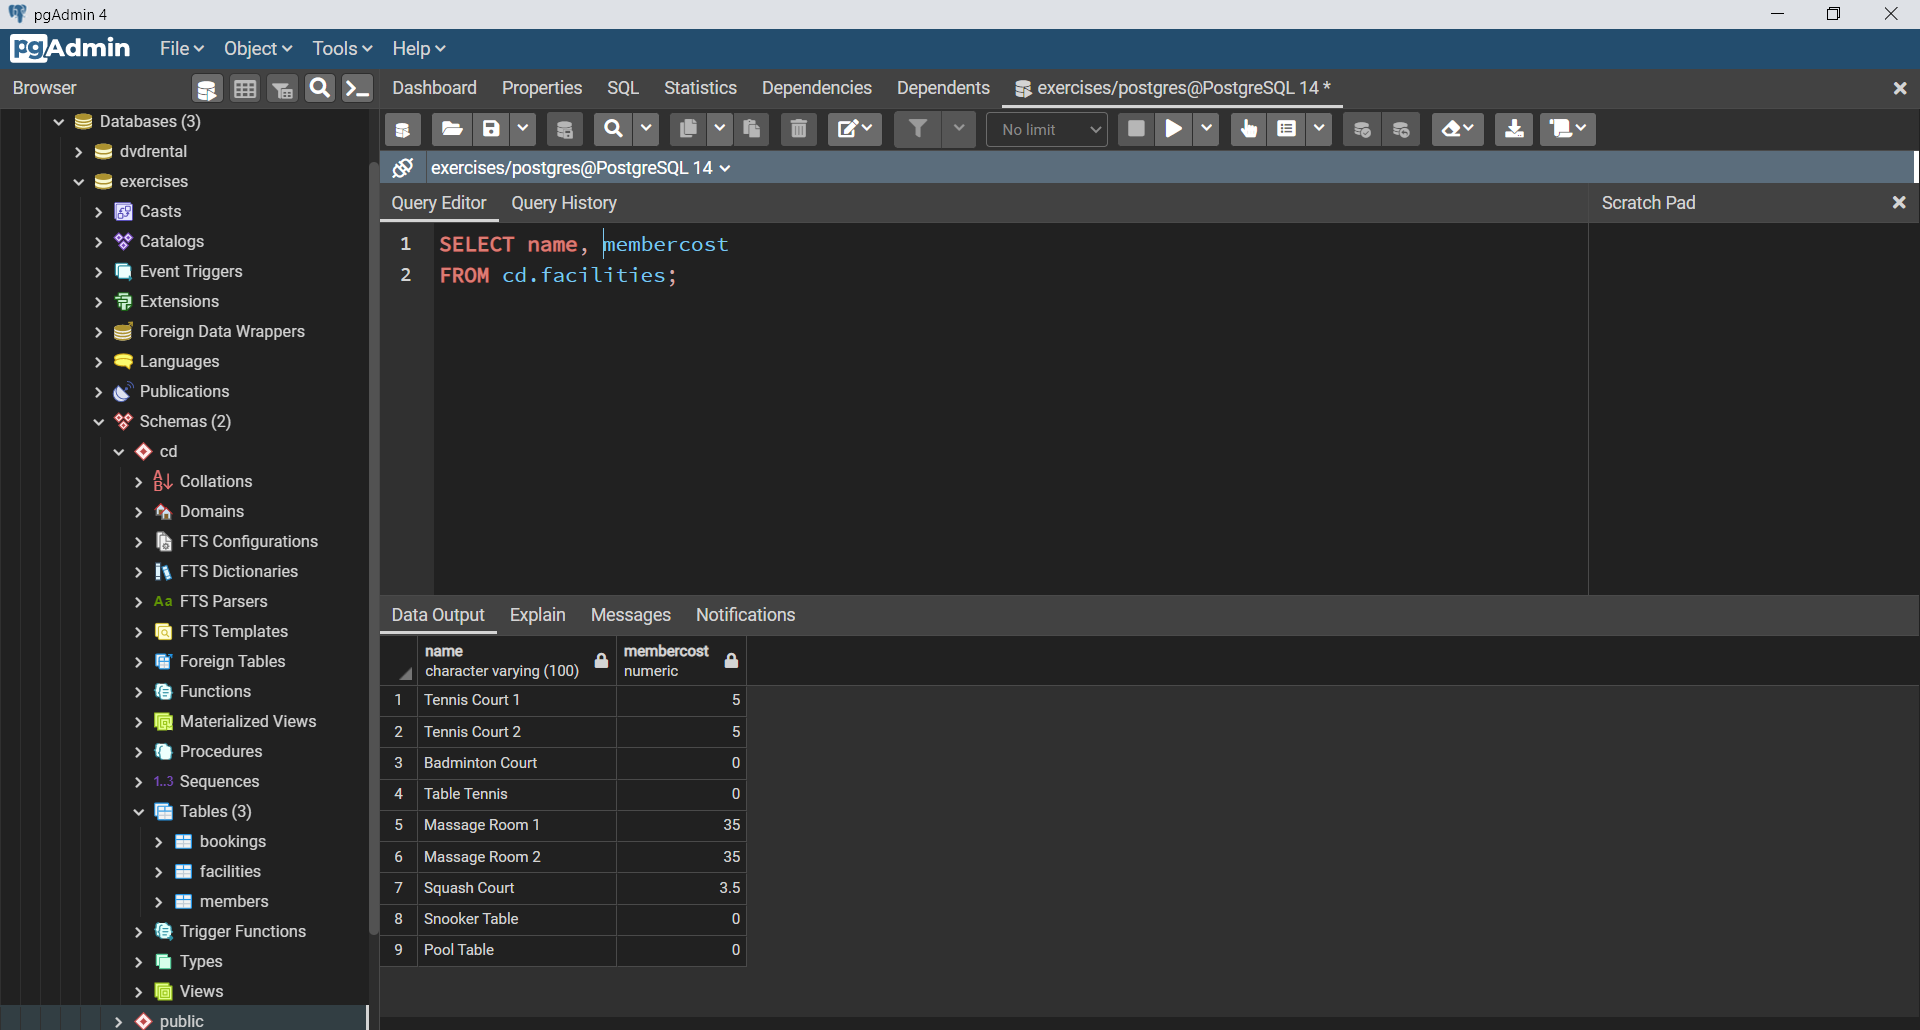 pgAdmin 4
pgAdmin File Object Tools Help
Browser
Dashboard Properties SQL Statistics Dependencies Dependents exercises/postgres@PostgreSQL 14 *
No limit
exercises/postgres@PostgreSQL 14
Query Editor Query History
Scratch Pad
1 SELECT name, membercost
2 FROM cd.facilities;
Databases (3)
dvdrental
exercises
Casts
Catalogs
Event Triggers
Extensions
Foreign Data Wrappers
Languages
Publications
Schemas (2)
cd
Collations
Domains
FTS Configurations
FTS Dictionaries
Aa FTS Parsers
FTS Templates
Foreign Tables
Functions
Materialized Views
Procedures
1..3 Sequences
Tables (3)
bookings
facilities
members
Trigger Functions
Types
Views
public
Data Output Explain Messages Notifications
name membercost
character varying (100) numeric
1 Tennis Court 1 5
2 Tennis Court 2 5
3 Badminton Court 0
4 Table Tennis 0
5 Massage Room 1 35
6 Massage Room 2 35
7 Squash Court 3.5
8 Snooker Table 0
9 Pool Table 0